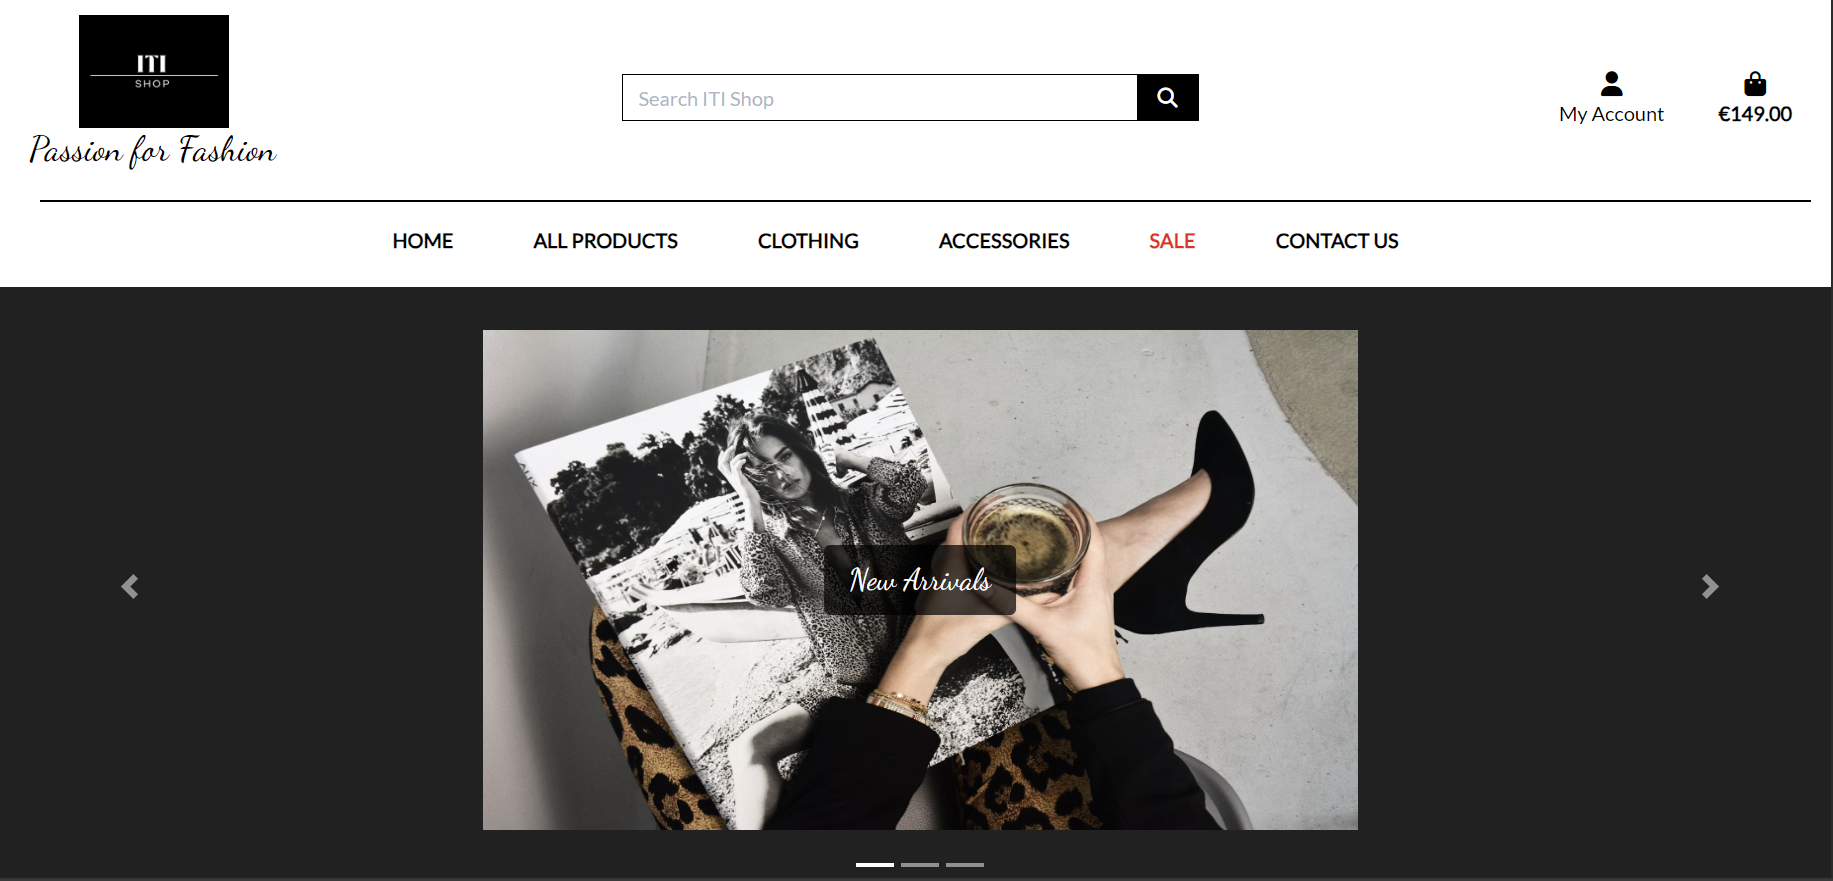 ITI
SHOP
Passion for Fashion
Search ITI Shop
My Account
€149.00
HOME
ALL PRODUCTS
CLOTHING
ACCESSORIES
SALE
CONTACT US
New Arrivals